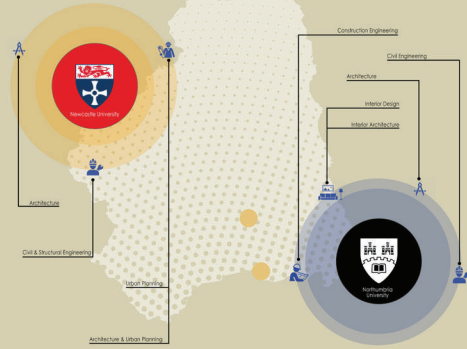 Construction Engineering
Civil Engineering
Architecture
Interior Design
Interior Architecture
Newcastle University
Architecture
Civil & Structural Engineering
Urban Planning
Architecture & Urban Planning
Northumbria
University